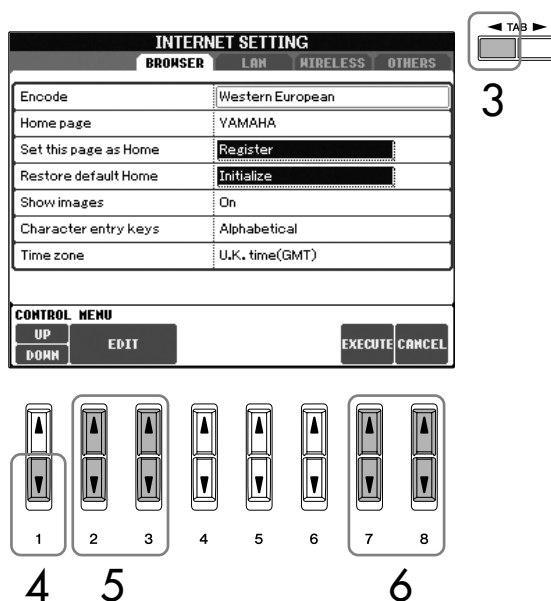 INTERNET SETTING
◄ TAB ►
BROWSER LAN WIRELESS OTHERS
3
Encode Western European
Home page YAMAHA
Set this page as Home Register
Restore default Home Initialize
Show images On
Character entry keys Alphabetical
Time zone U.K. time(GMT)
CONTROL MENU
UP
DOWN EDIT EXECUTE CANCEL
1 2 3 4 5 6 7 8
4 5 6